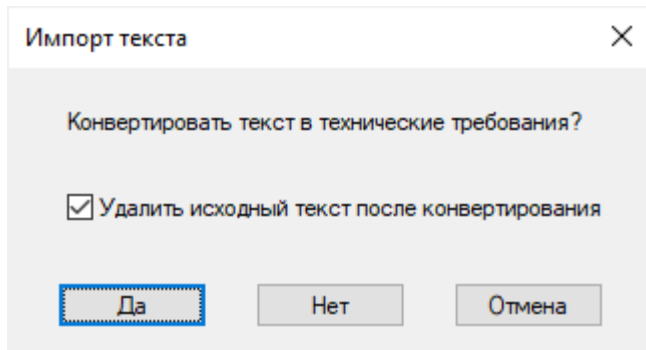 Импорт текста
Конвертировать текст в технические требования?
Удалить исходный текст после конвертирования
Да Нет Отмена